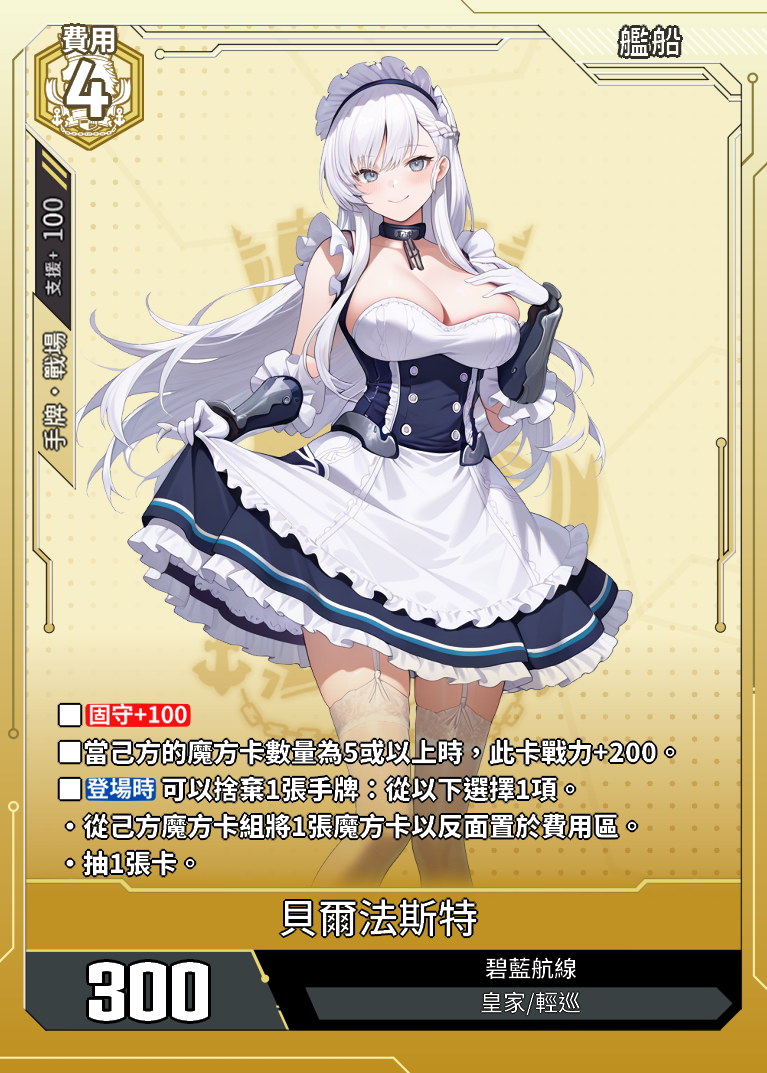 費用
4
艦船
支援+ 100
手牌・戰場
■固守+100
■當己方的魔方卡數量為5或以上時，此卡戰力+200。
■登場時 可以捨棄1張手牌：從以下選擇1項。
・從己方魔方卡組將1張魔方卡以反面置於費用區。
・抽1張卡。
貝爾法斯特
300
碧藍航線
皇家/輕巡